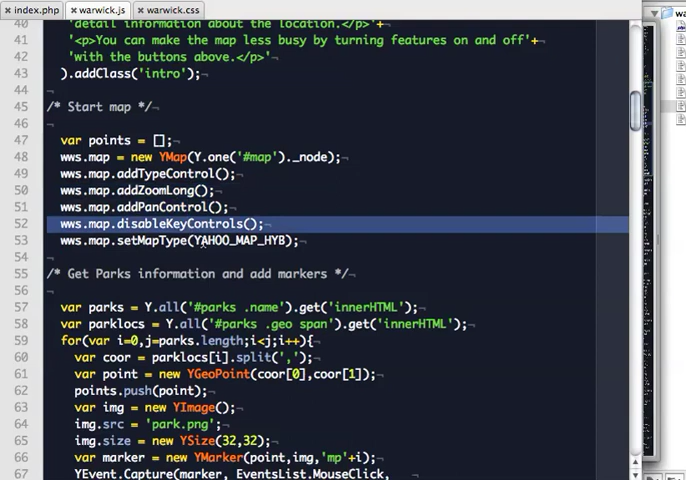 index.php warwick.js warwick.css
40 'detail information about the location.</p>'+
41 '<p>You can make the map less busy by turning features on and off'+
42 'with the buttons above.</p>'
43 ).addClass('intro');
44
45 /* Start map */
46
47 var points = [];
48 wws.map = new YMap(Y.one('#map')._node);
49 wws.map.addTypeControl();
50 wws.map.addZoomLong();
51 wws.map.addPanControl();
52 wws.map.disableKeyControls();
53 wws.map.setMapType(YAHOO_MAP_HYB);
54
55 /* Get Parks information and add markers */
56
57 var parks = Y.all('#parks .name').get('innerHTML');
58 var parklocs = Y.all('#parks .geo span').get('innerHTML');
59 for(var i=0,j=parks.length;i<j;i++){
60 var coor = parklocs[i].split(',');
61 var point = new YGeoPoint(coor[0],coor[1]);
62 points.push(point);
63 var img = new YImage();
64 img.src = 'park.png';
65 img.size = new YSize(32,32);
66 var marker = new YMarker(point,img,'mp'+i);
67 YEvent.Capture(marker, EventsList.MouseClick,